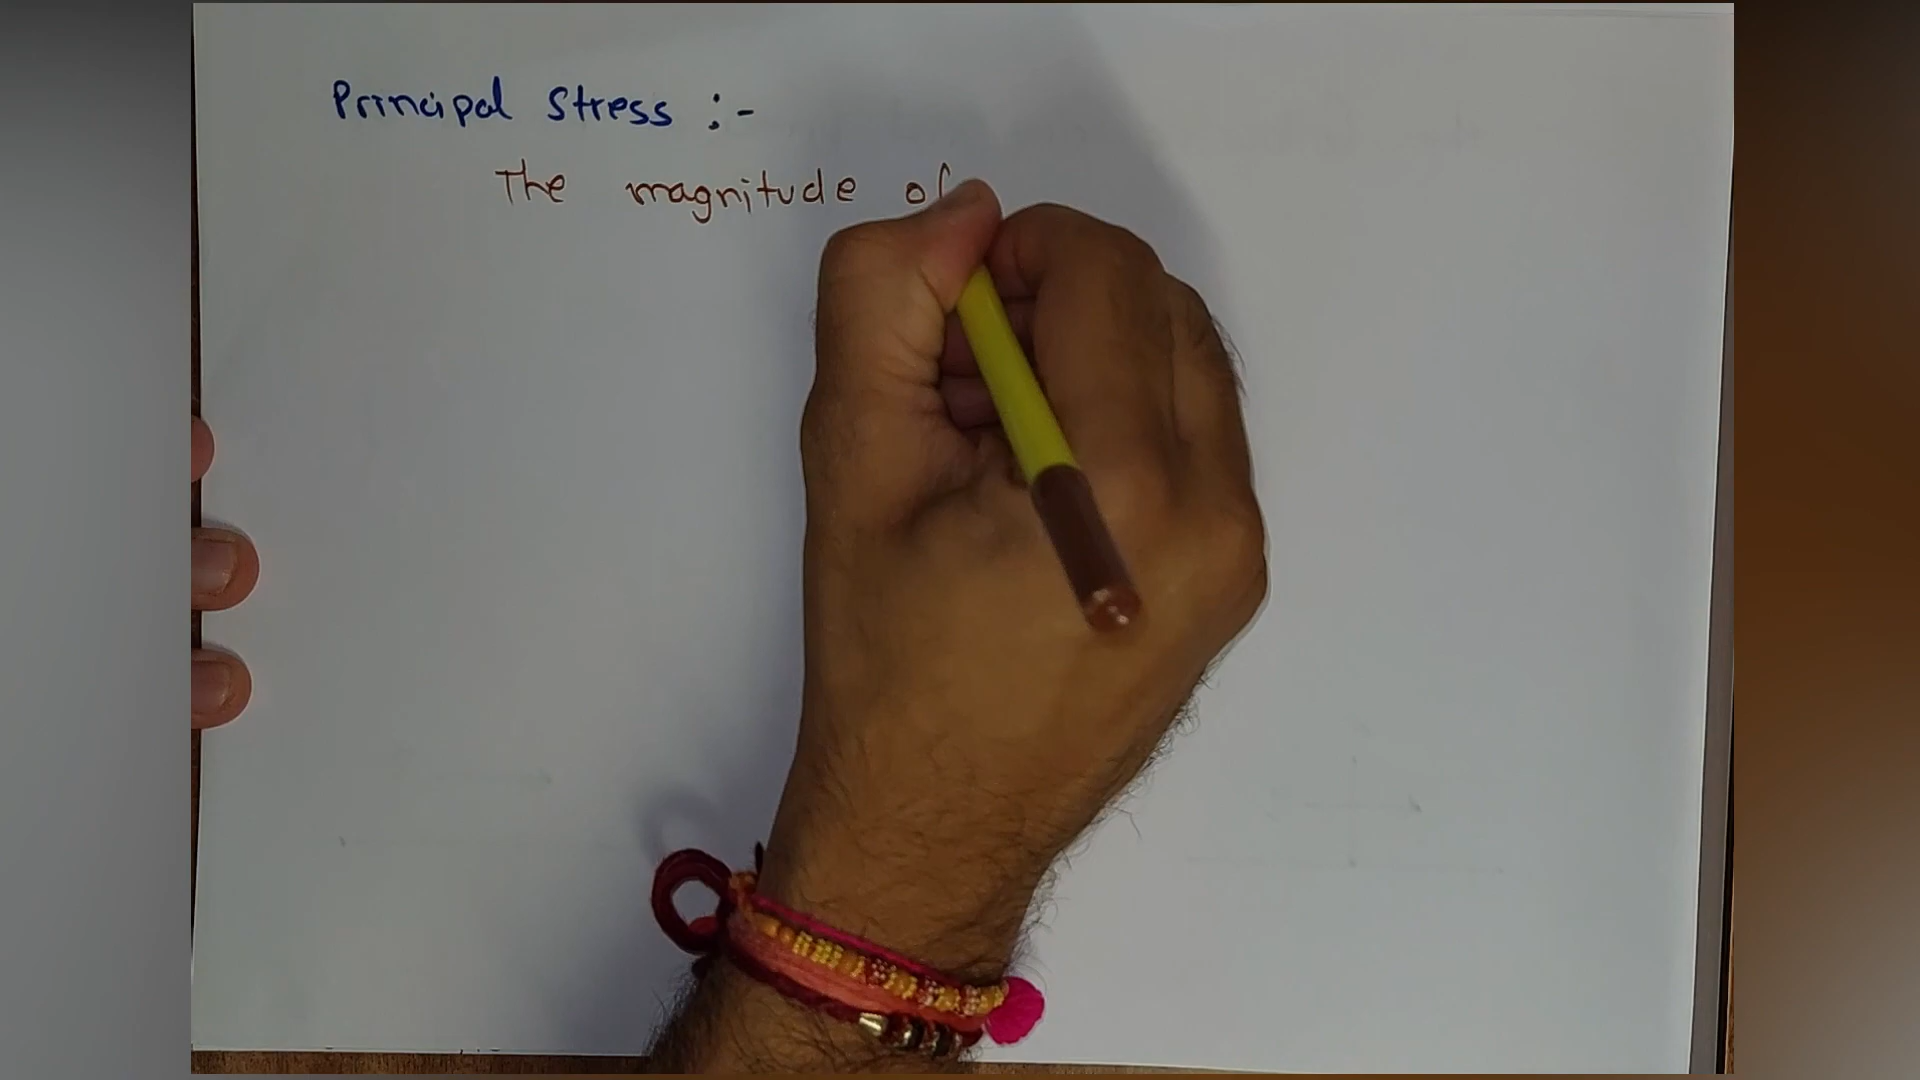 Principal Stress :-
The magnitude of